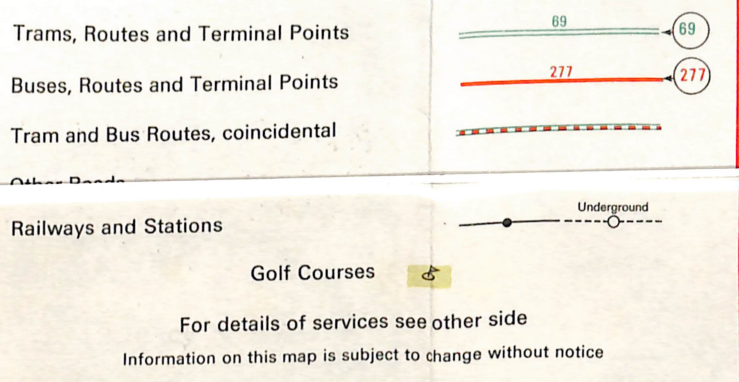 Trams, Routes and Terminal Points 69 69
Buses, Routes and Terminal Points 277 277
Tram and Bus Routes, coincidental
Railways and Stations Underground
Golf Courses
For details of services see other side
Information on this map is subject to change without notice